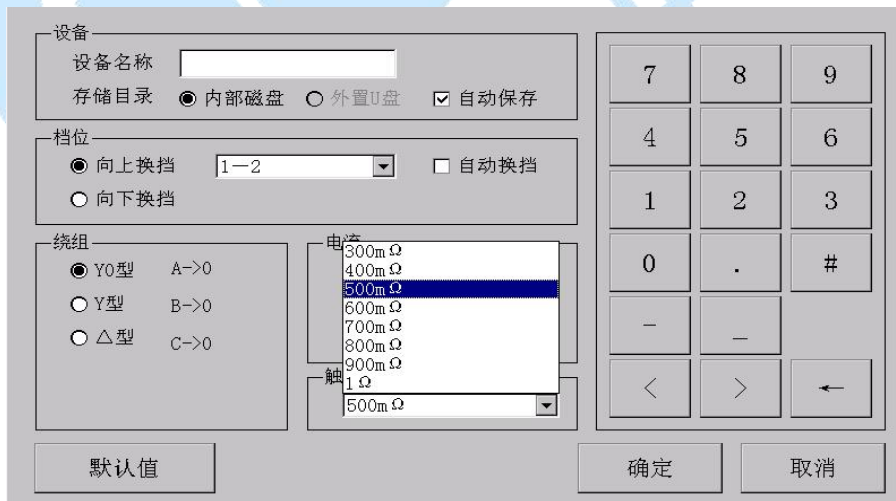 设备
设备名称
存储目录 内部磁盘 外置U盘 自动保存
档位
向上换挡 1—2 自动换挡
向下换挡
绕组
Y0型 A->0
Y型 B->0
△型 C->0
300mΩ
400mΩ
500mΩ
600mΩ
700mΩ
800mΩ
900mΩ
1Ω
触
500mΩ
7 8 9
4 5 6
1 2 3
0 . #
- _
< > ←
默认值 确定 取消